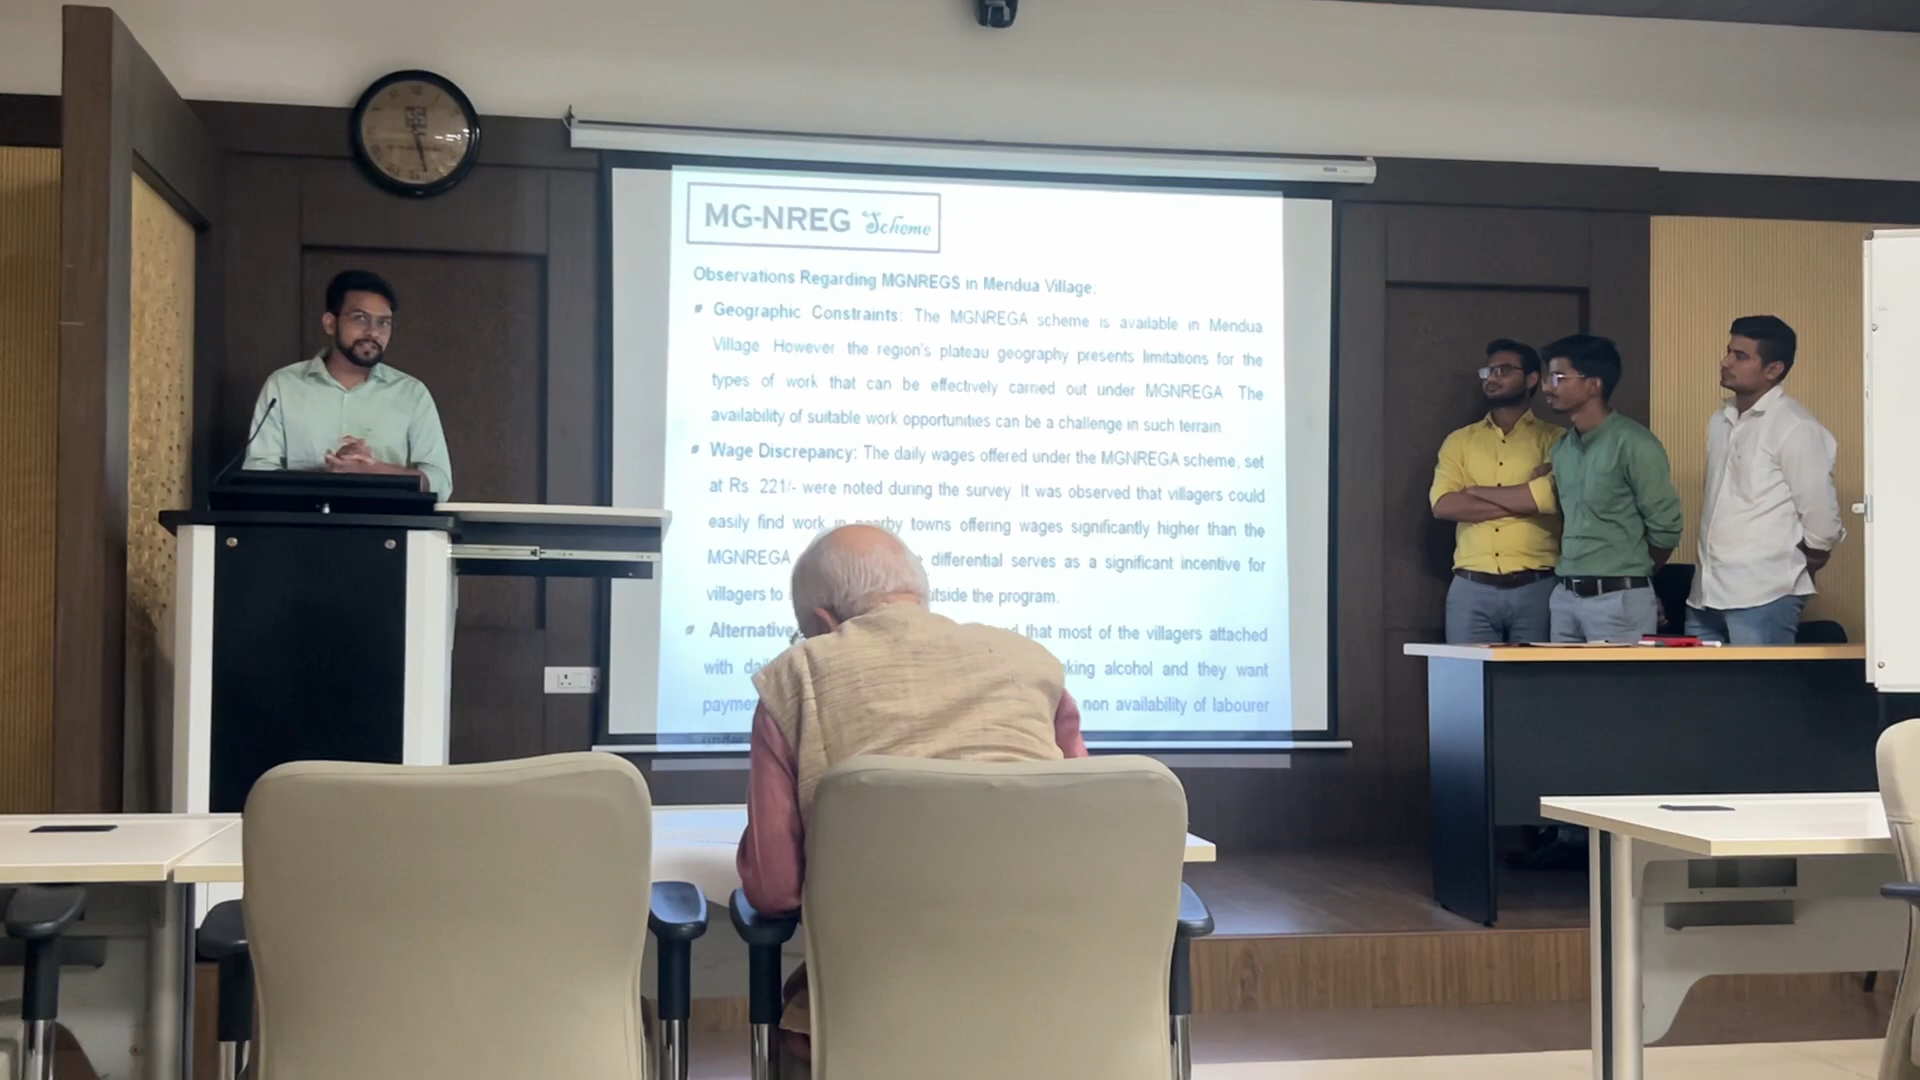 MG-NREG Scheme
Observations Regarding MGNREGS in Mendua Village:
Geographic Constraints: The MGNREGA scheme is available in Mendua
Village However the region's plateau geography presents limitations for the
types of work that can be effectively carried out under MGNREGA The
availability of suitable work opportunities can be a challenge in such terrain
Wage Discrepancy: The daily wages offered under the MGNREGA scheme, set
at Rs. 221/- were noted during the survey It was observed that villagers could
easily find work in nearby towns offering wages significantly higher than the
MGNREGA differential serves as a significant incentive for
villagers to the program.
Alternative that most of the villagers attached
with alcohol and they want
non availability of labourer
under